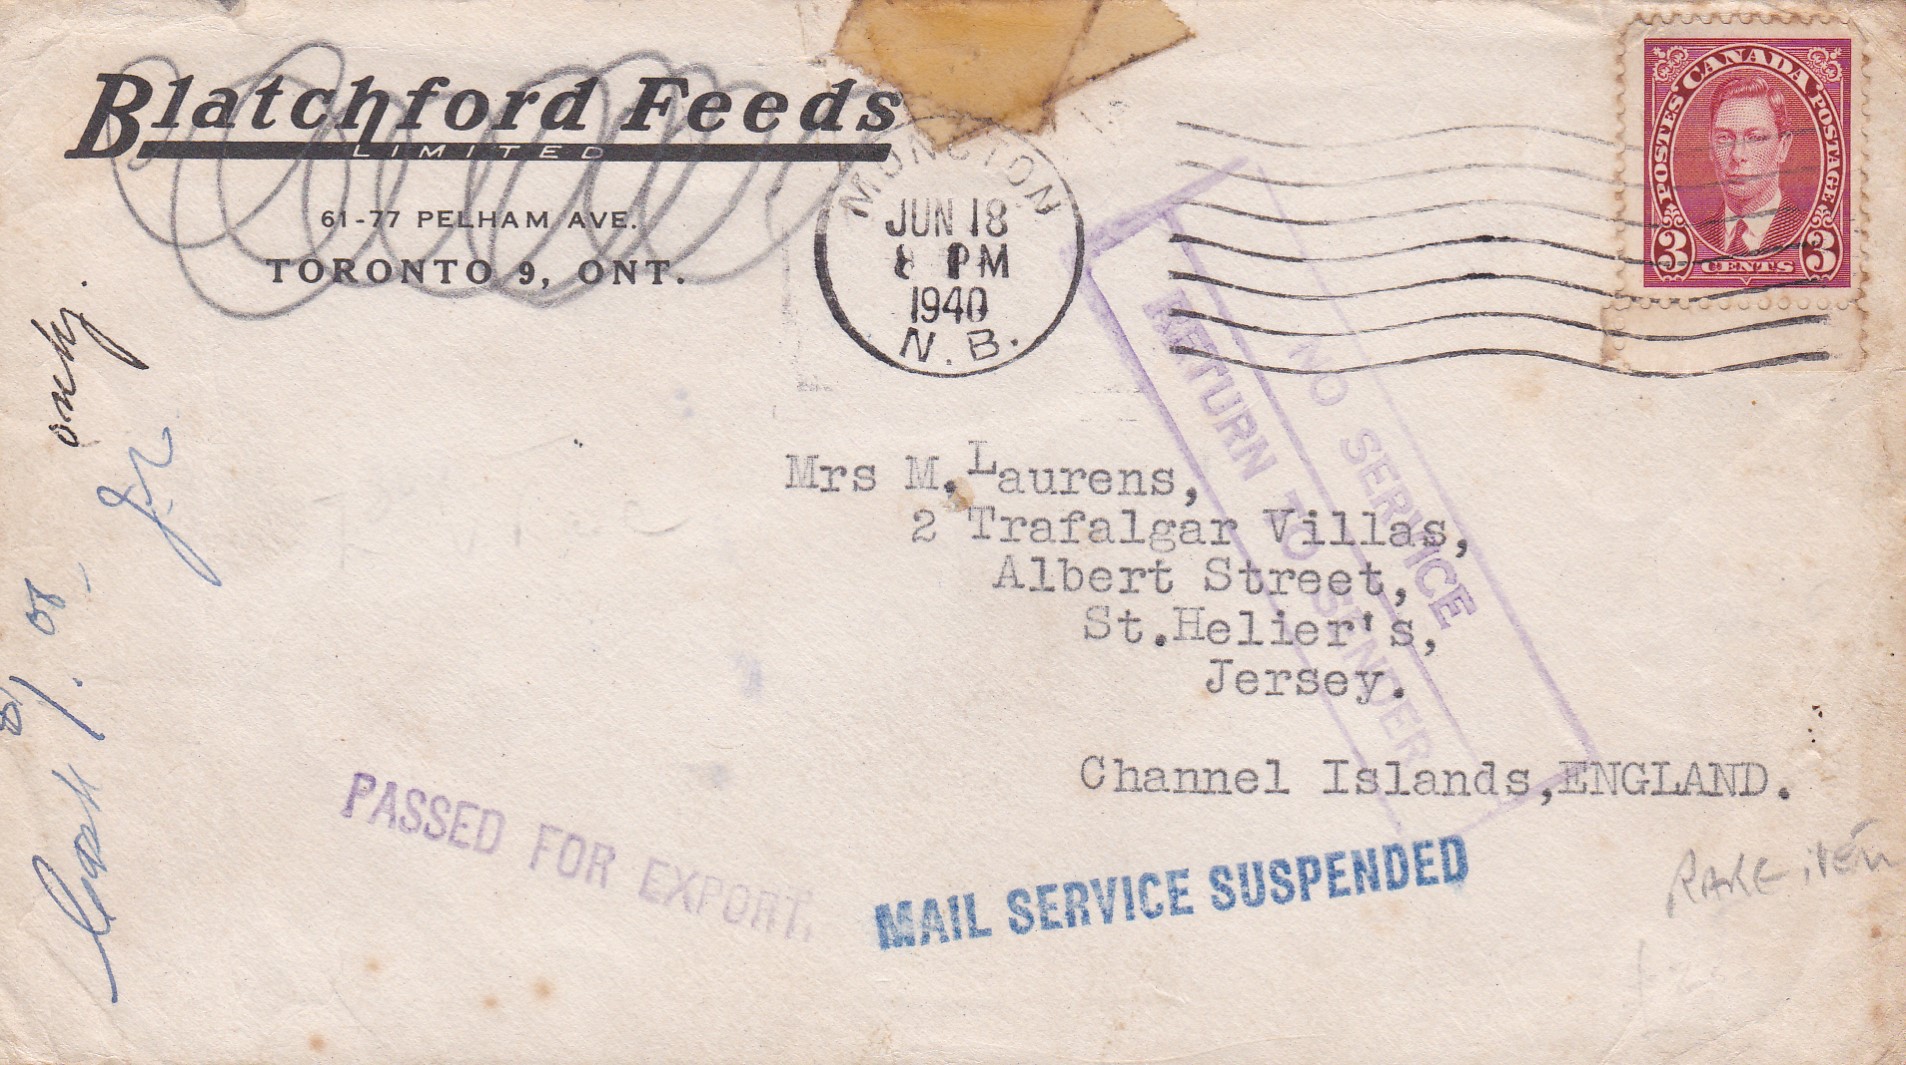 Blatchford Feeds
LIMITED
61-77 PELHAM AVE.
TORONTO 9, ONT.
MONCTON
JUN 18
8 PM
1940
N.B.
CANADA
POSTES POSTAGE
3 CENTS 3
NO SERVICE
RETURN TO SENDER
Mrs M, Laurens,
2 Trafalgar Villas,
Albert Street,
St.Helier's,
Jersey.
Channel Islands,ENGLAND.
PASSED FOR EXPORT.
MAIL SERVICE SUSPENDED
only.
RARE ITEM